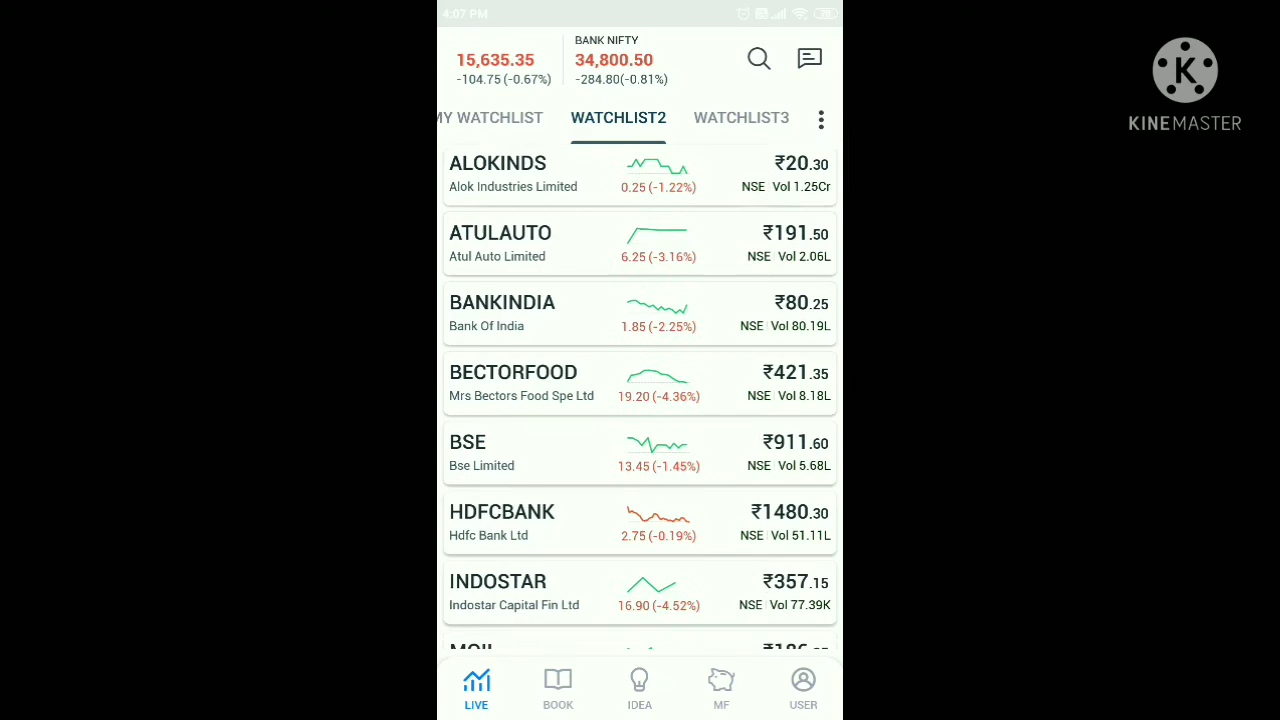 4:07 PM
BANK NIFTY
15,635.35
34,800.50
-104.75 (-0.67%)
-284.80(-0.81%)
K
KINEMASTER
MY WATCHLIST
WATCHLIST2
WATCHLIST3
ALOKINDS
₹20.30
Alok Industries Limited
0.25 (-1.22%)
NSE Vol 1.25Cr
ATULAUTO
₹191.50
Atul Auto Limited
6.25 (-3.16%)
NSE Vol 2.06L
BANKINDIA
₹80.25
Bank Of India
1.85 (-2.25%)
NSE Vol 80.19L
BECTORFOOD
₹421.35
Mrs Bectors Food Spe Ltd
19.20 (-4.36%)
NSE Vol 8.18L
BSE
₹911.60
Bse Limited
13.45 (-1.45%)
NSE Vol 5.68L
HDFCBANK
₹1480.30
Hdfc Bank Ltd
2.75 (-0.19%)
NSE Vol 51.11L
INDOSTAR
₹357.15
Indostar Capital Fin Ltd
16.90 (-4.52%)
NSE Vol 77.39K
MOIL
LIVE
BOOK
IDEA
MF
USER